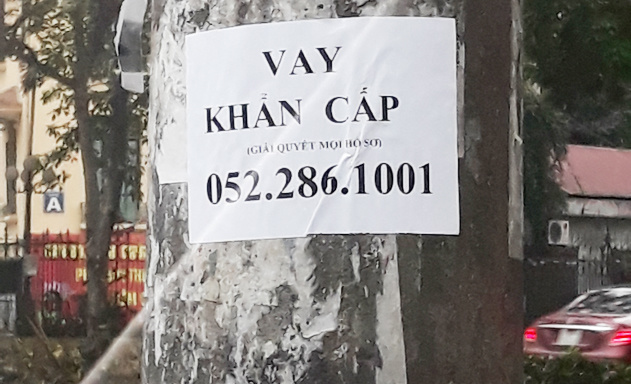 VAY
KHẨN CẤP
(GIẢI QUYẾT MỌI HỒ SƠ)
052.286.1001
A